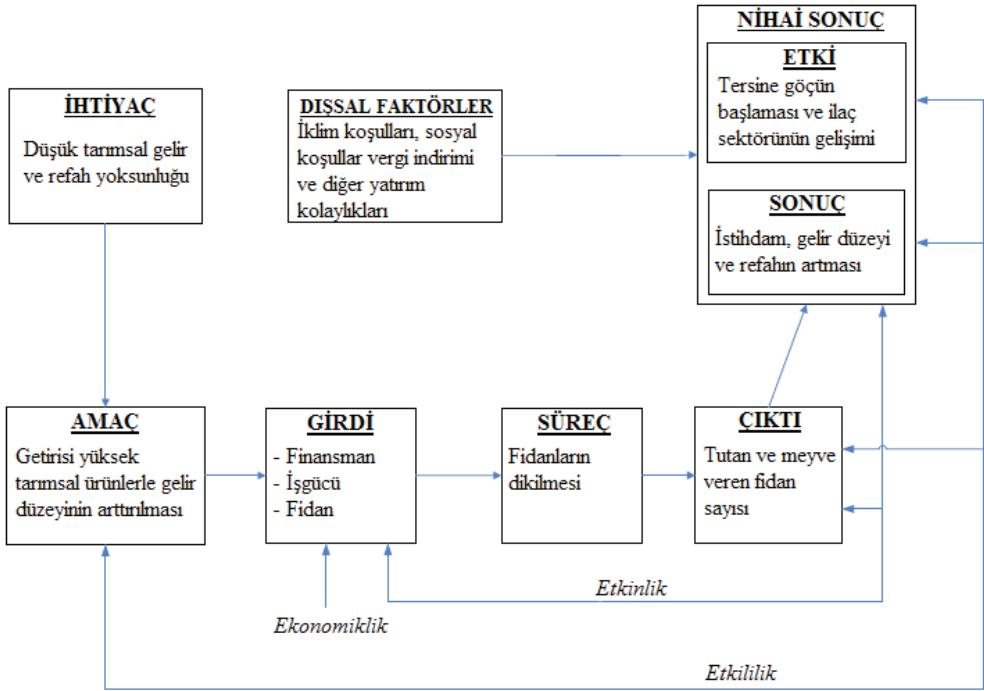 NİHAİ SONUÇ
ETKİ
Tersine göçün
başlaması ve ilaç
sektörünün gelişimi
SONUÇ
İstihdam, gelir düzeyi
ve refahın artması
İHTİYAÇ
Düşük tarımsal gelir
ve refah yoksunluğu
DIŞSAL FAKTÖRLER
İklim koşulları, sosyal
koşullar vergi indirimi
ve diğer yatırım
kolaylıkları
AMAÇ
Getirisi yüksek
tarımsal ürünlerle gelir
düzeyinin arttırılması
GİRDİ
- Finansman
- İşgücü
- Fidan
SÜREÇ
Fidanların
dikilmesi
ÇIKTI
Tutan ve meyve
veren fidan
sayısı
Etkinlik
Ekonomiklik
Etkililik